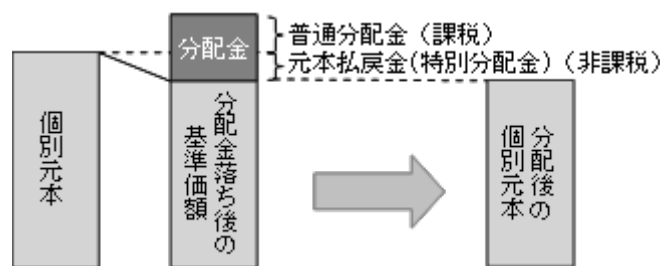 分配金
普通分配金（課税）
元本払戻金(特別分配金)（非課税）
個別元本
分配金落ち後の
基準価額
分配後の
個別元本